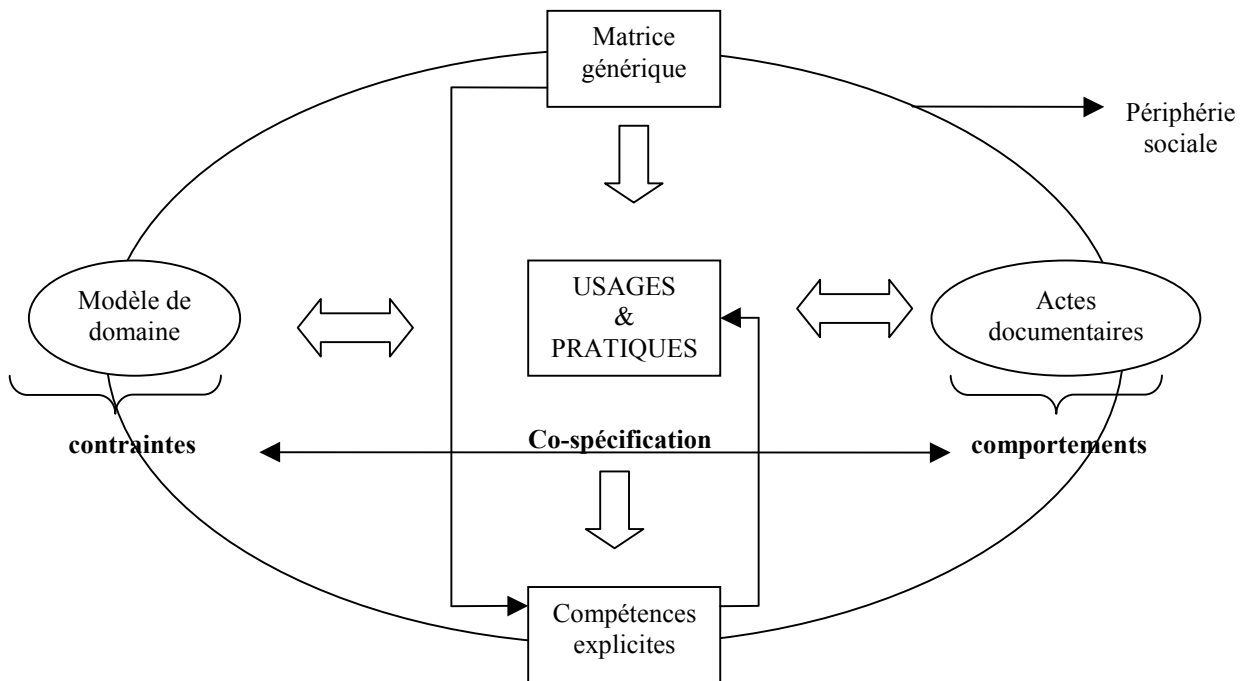 Matrice
générique
Périphérie
sociale
Modèle de
domaine
USAGES
&
PRATIQUES
Actes
documentaires
contraintes
Co-spécification
comportements
Compétences
explicites